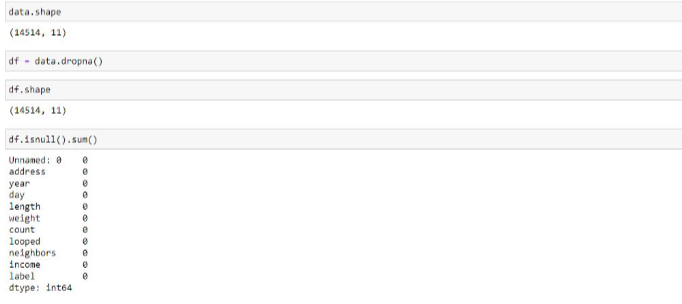 data.shape
(14514, 11)
df = data.dropna()
df.shape
(14514, 11)
df.isnull().sum()
Unnamed: 0    0
address       0
year          0
day           0
length        0
weight        0
count         0
looped        0
neighbors     0
income        0
label         0
dtype: int64